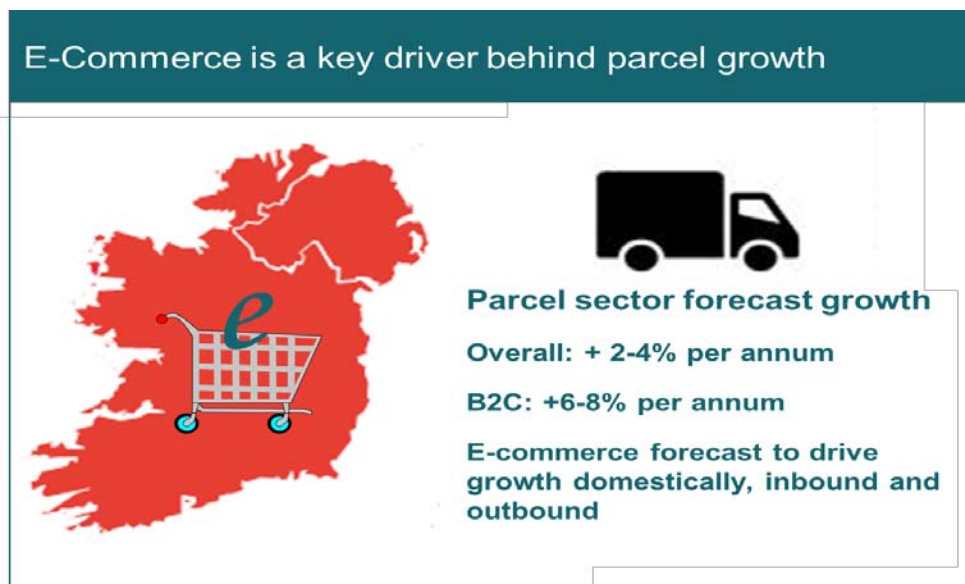 E-Commerce is a key driver behind parcel growth
e
Parcel sector forecast growth
Overall: + 2-4% per annum
B2C: +6-8% per annum
E-commerce forecast to drive
growth domestically, inbound and
outbound